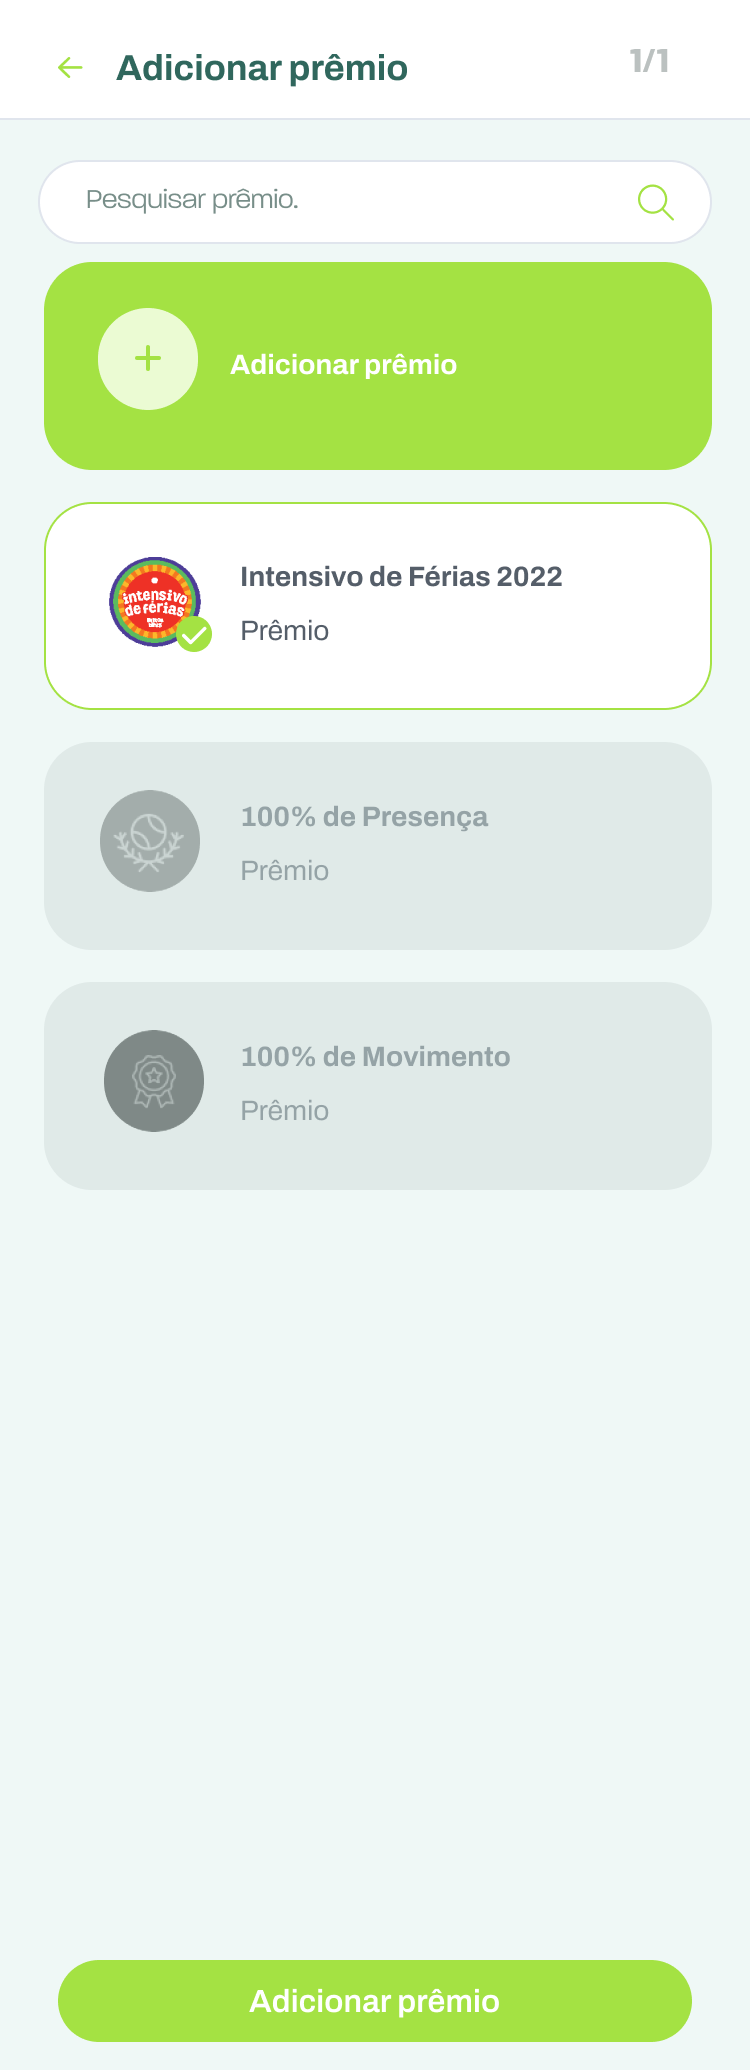 Adicionar prêmio
1/1
Pesquisar prêmio.
Adicionar prêmio
intensivo
de férias
Intensivo de Férias 2022
Prêmio
100% de Presença
Prêmio
100% de Movimento
Prêmio
Adicionar prêmio